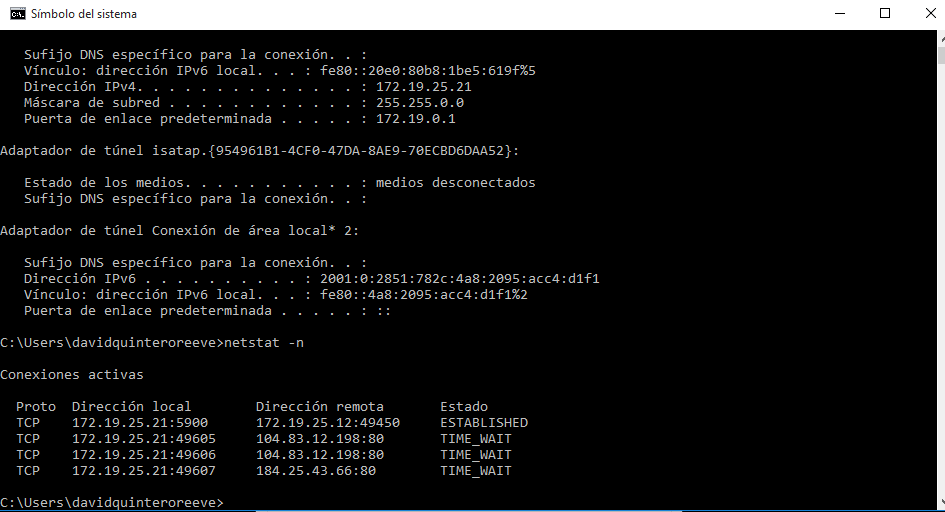 Símbolo del sistema
Sufijo DNS específico para la conexión. . :
Vínculo: dirección IPv6 local. . . : fe80::20e0:80b8:1be5:619f%5
Dirección IPv4. . . . . . . . . . . . . . : 172.19.25.21
Máscara de subred . . . . . . . . . . . . : 255.255.0.0
Puerta de enlace predeterminada . . . . . : 172.19.0.1
Adaptador de túnel isatap.{954961B1-4CF0-47DA-8AE9-70ECBD6DAA52}:
Estado de los medios. . . . . . . . . . . : medios desconectados
Sufijo DNS específico para la conexión. . :
Adaptador de túnel Conexión de área local* 2:
Sufijo DNS específico para la conexión. . :
Dirección IPv6 . . . . . . . . . . : 2001:0:2851:782c:4a8:2095:acc4:d1f1
Vínculo: dirección IPv6 local. . . : fe80::4a8:2095:acc4:d1f1%2
Puerta de enlace predeterminada . . . . . : ::
C:\Users\davidquinteroreeve>netstat -n
Conexiones activas
Proto  Dirección local        Dirección remota       Estado
TCP    172.19.25.21:5900      172.19.25.12:49450     ESTABLISHED
TCP    172.19.25.21:49605     104.83.12.198:80       TIME_WAIT
TCP    172.19.25.21:49606     104.83.12.198:80       TIME_WAIT
TCP    172.19.25.21:49607     184.25.43.66:80        TIME_WAIT
C:\Users\davidquinteroreeve>